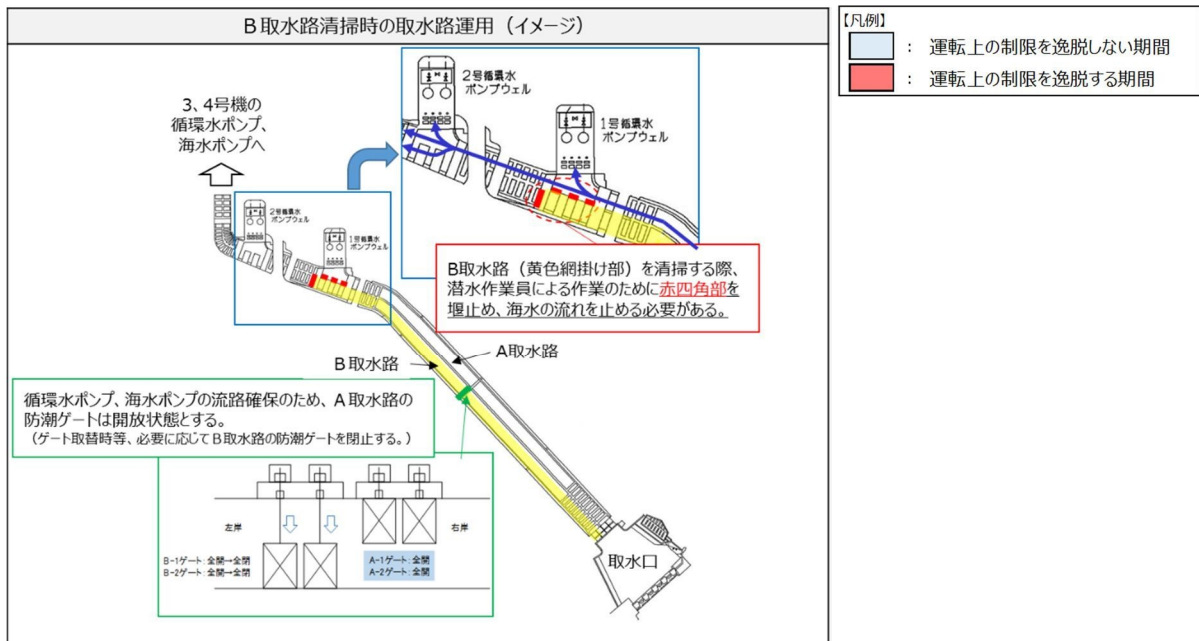 B取水路清掃時の取水路運用（イメージ）
【凡例】
： 運転上の制限を逸脱しない期間
： 運転上の制限を逸脱する期間
2号循環水
ポンプウェル
1号循環水
ポンプウェル
3、4号機の
循環水ポンプ、
海水ポンプへ
2号循環水
ポンプウェル
1号循環水
ポンプウェル
B取水路（黄色網掛け部）を清掃する際、
潜水作業員による作業のために赤四角部を
堰止め、海水の流れを止める必要がある。
A取水路
B取水路
循環水ポンプ、海水ポンプの流路確保のため、A取水路の
防潮ゲートは開放状態とする。
（ゲート取替時等、必要に応じてB取水路の防潮ゲートを閉止する。）
左岸
右岸
B-1ゲート：全開→全閉
B-2ゲート：全開→全閉
A-1ゲート：全開
A-2ゲート：全開
取水口